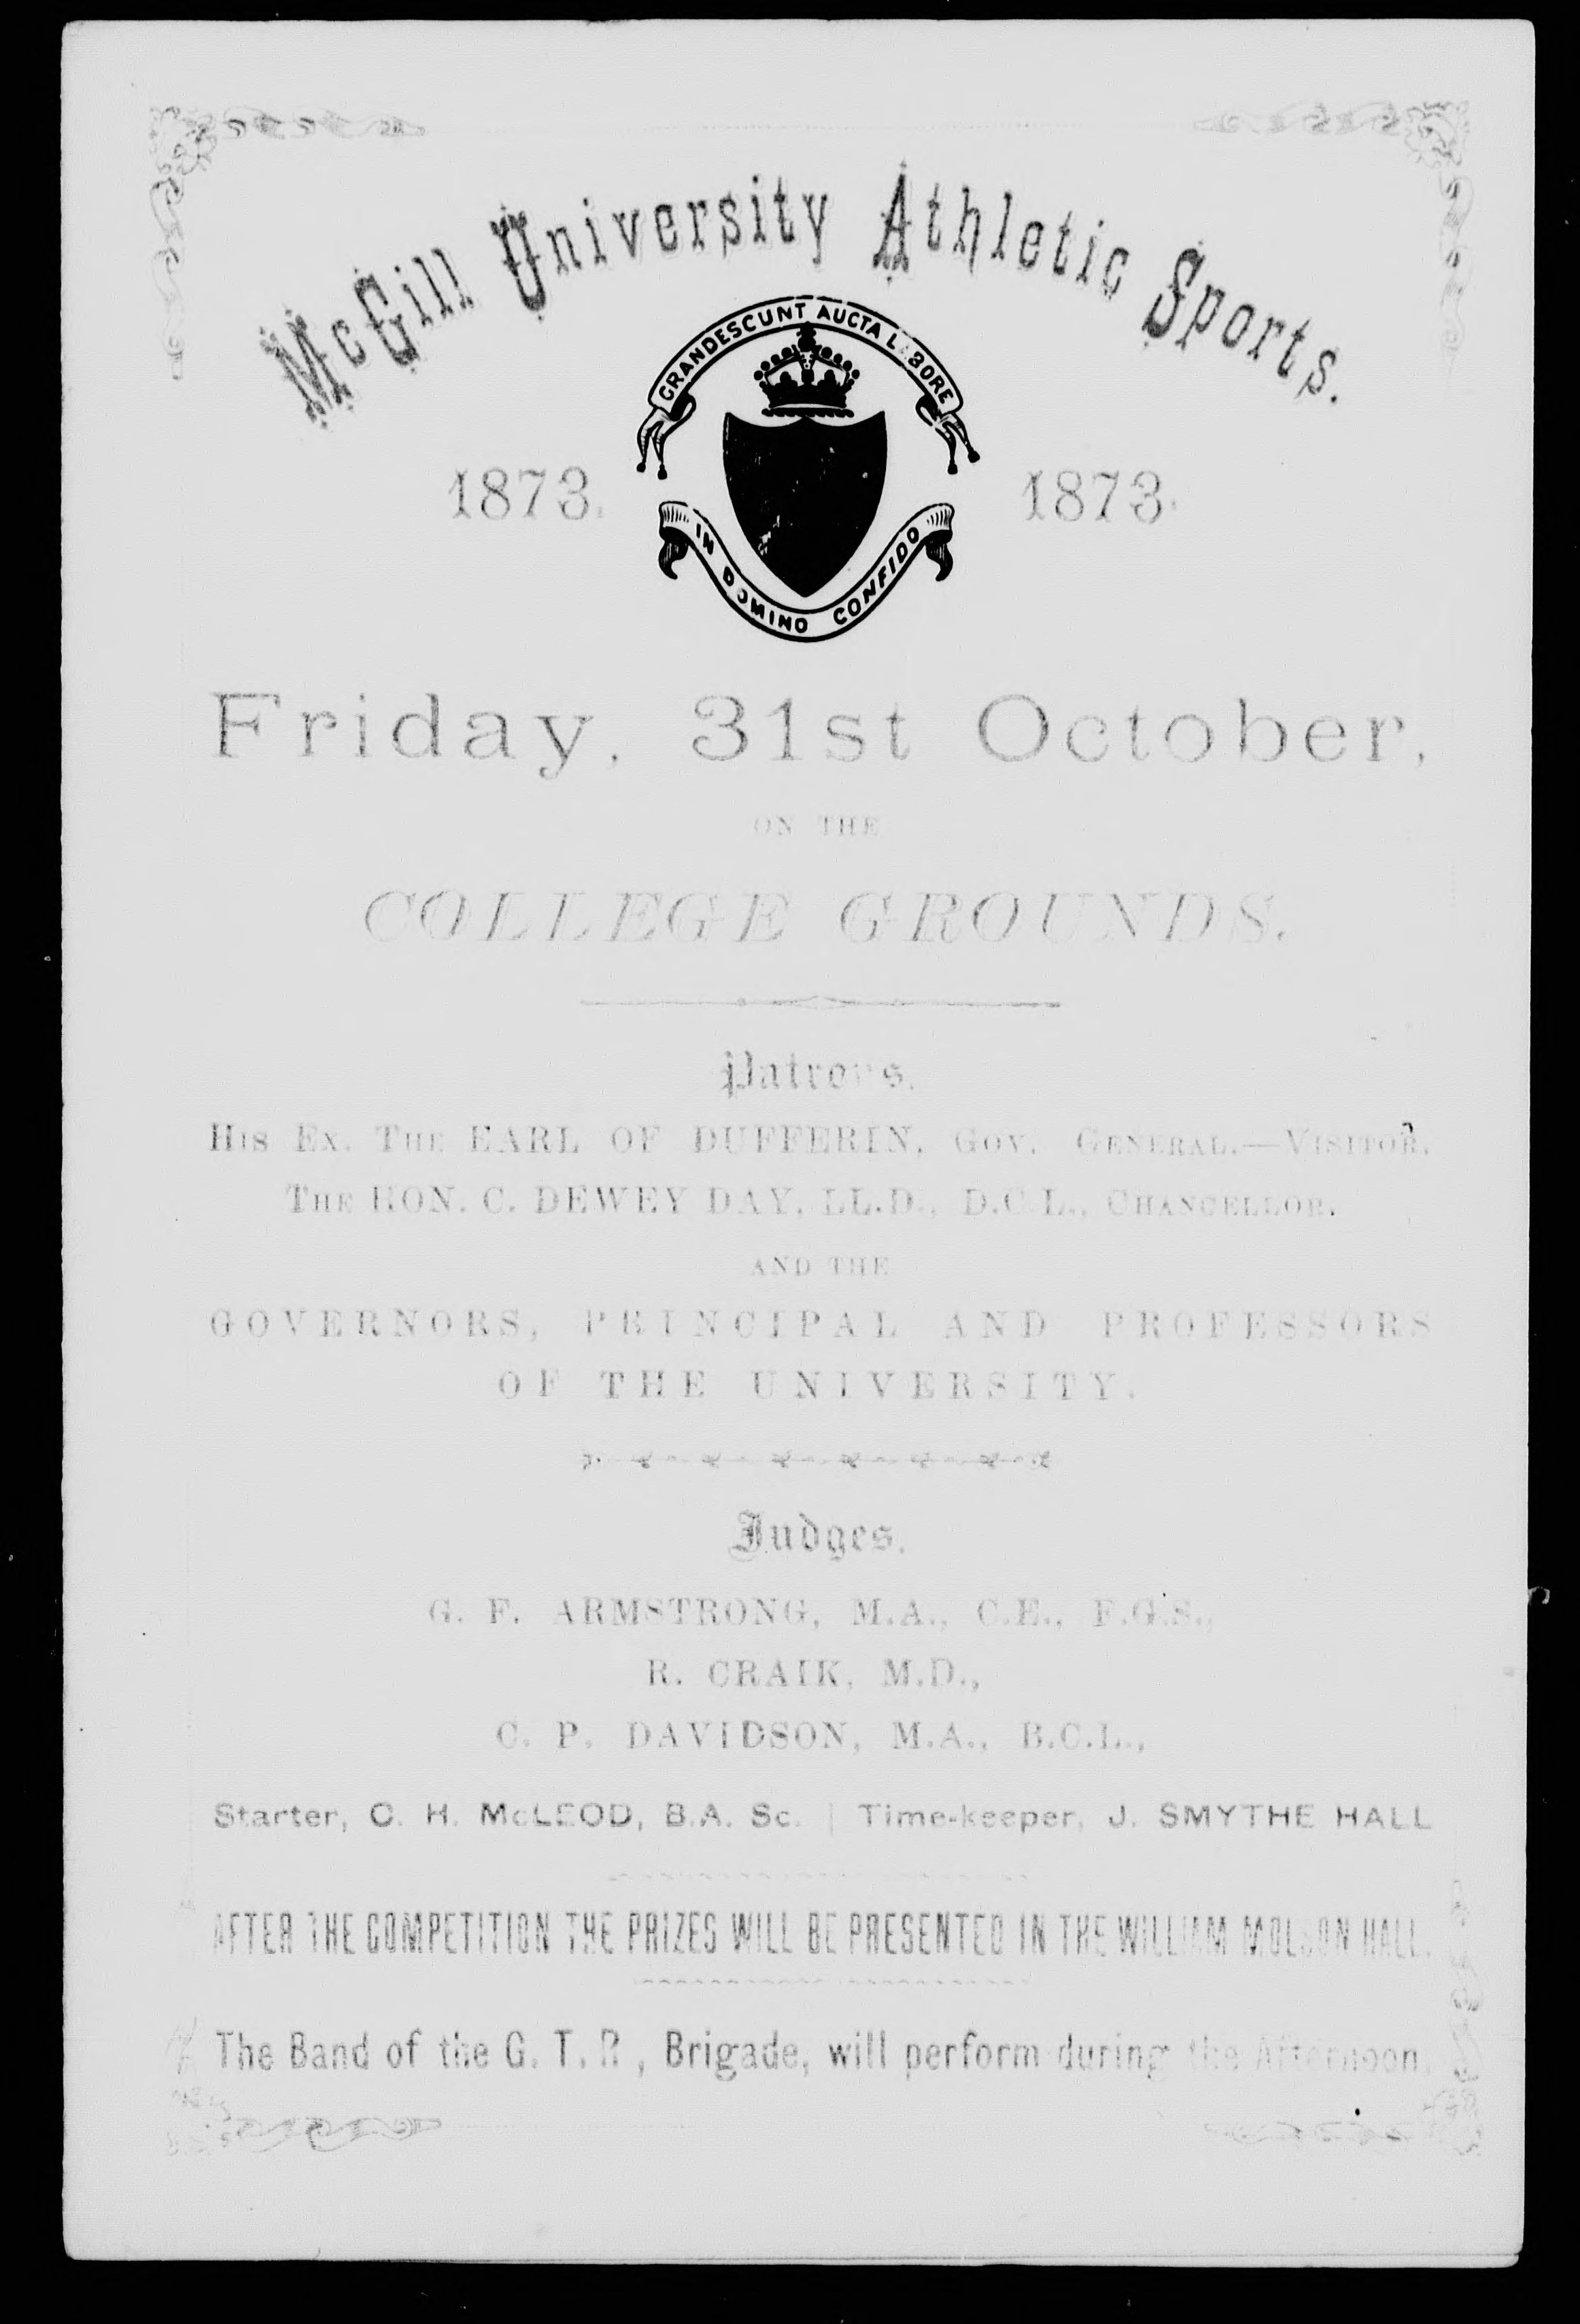 McGill University Athletic Sports.
GRANDESCUNT AUCTA LABORE
1873. 1873.
IN DOMINO CONFIDO
Friday, 31st October,
ON THE
COLLEGE GROUNDS.
Patrons.
His Ex. The EARL OF DUFFERIN, Gov. General.—Visitor.
The HON. C. DEWEY DAY, LL.D., D.C.L., Chancellor.
AND THE
GOVERNORS, PRINCIPAL AND PROFESSORS
OF THE UNIVERSITY.
Judges.
G. F. ARMSTRONG, M.A., C.E., F.G.S.,
R. CRAIK, M.D.,
C. P. DAVIDSON, M.A., B.C.L.,
Starter, C. H. McLEOD, B.A. Sc. | Time-keeper, J. SMYTHE HALL
AFTER THE COMPETITION THE PRIZES WILL BE PRESENTED IN THE WILLIAM MOLSON HALL.
The Band of the G. T. R., Brigade, will perform during the Afternoon.